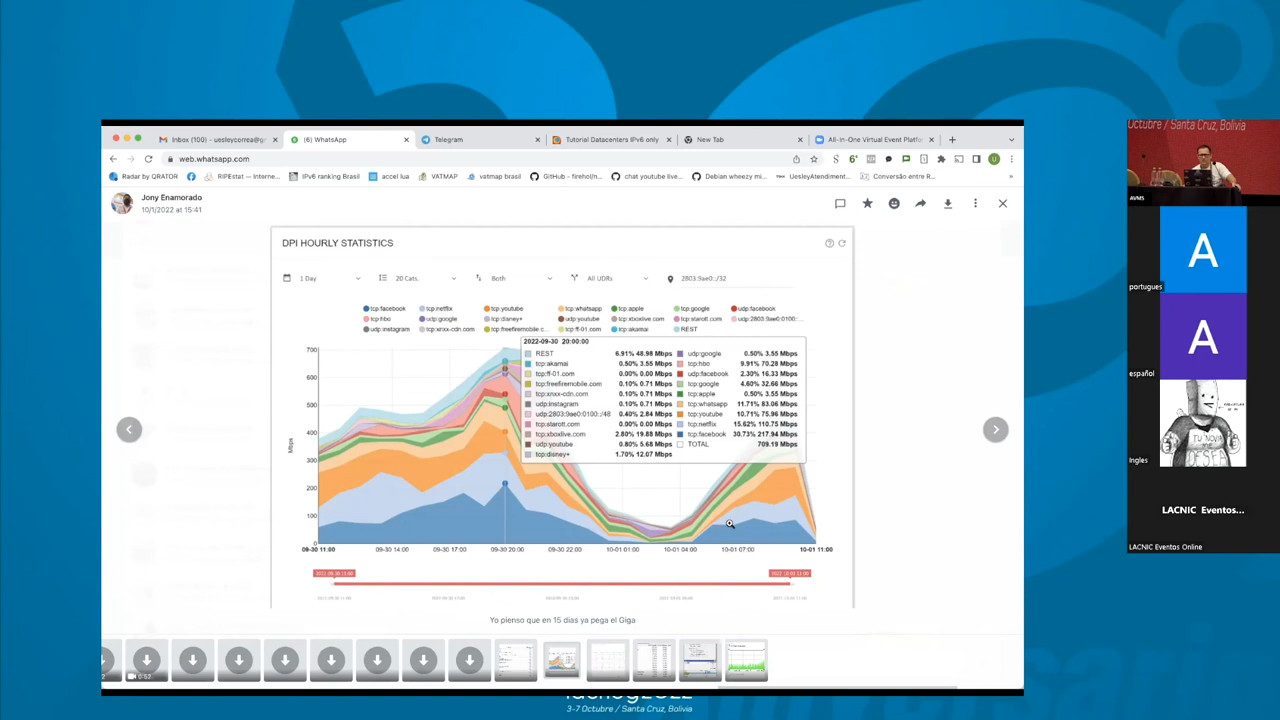 Inbox (100) - uesleycorrea@g
(6) WhatsApp
Telegram
Tutorial Datacenters IPv6 only
New Tab
All-In-One Virtual Event Platfo
web.whatsapp.com
Radar by QRATOR
RIPEstat — Interne...
IPv6 ranking Brasil
accel lua
VATMAP
vatmap brasil
GitHub - firehol/n...
chat youtube live...
Debian wheezy mi...
UesleyAtendiment...
Conversão entre R...
Jony Enamorado
10/1/2022 at 15:41
DPI HOURLY STATISTICS
1 Day
20 Cats.
Both
All UDRs
2803:9ae0::/32
tcp:facebook tcp:netflix tcp:youtube tcp:whatsapp tcp:apple tcp:google udp:facebook
tcp:hbo udp:google tcp:disney+ udp:youtube tcp:xboxlive.com tcp:starott.com udp:2803:9ae0:0100::...
udp:instagram tcp:xnxx-cdn.com tcp:freefiremobile c... tcp:ff-01.com tcp:akamai REST
2022-09-30 20:00:00
REST 6.91% 48.98 Mbps udp:google 0.50% 3.55 Mbps
tcp:akamai 0.50% 3.55 Mbps tcp:hbo 9.91% 70.28 Mbps
tcp:ff-01.com 0.00% 0.00 Mbps udp:facebook 2.30% 16.33 Mbps
tcp:freefiremobile.com 0.10% 0.71 Mbps tcp:google 4.60% 32.66 Mbps
tcp:xnxx-cdn.com 0.10% 0.71 Mbps tcp:apple 0.50% 3.55 Mbps
udp:instagram 0.10% 0.71 Mbps tcp:whatsapp 11.71% 83.06 Mbps
udp:2803:9ae0:0100::/48 0.40% 2.84 Mbps tcp:youtube 10.71% 75.96 Mbps
tcp:starott.com 0.00% 0.00 Mbps tcp:netflix 15.62% 110.75 Mbps
tcp:xboxlive.com 2.80% 19.88 Mbps tcp:facebook 30.73% 217.94 Mbps
udp:youtube 0.80% 5.68 Mbps TOTAL 709.19 Mbps
tcp:disney+ 1.70% 12.07 Mbps
700
600
500
400
300
200
100
0
Mbps
09-30 11:00
09-30 14:00
09-30 17:00
09-30 20:00
09-30 22:00
10-01 01:00
10-01 04:00
10-01 07:00
10-01 11:00
Yo pienso que en 15 dias ya pega el Giga
0:52
lacnog2022
3-7 Octubre / Santa Cruz, Bolivia
Octubre / Santa Cruz, Bolivia
AVMS
A
portugues
A
español
TU NOVIA
DESEA
Ingles
LACNIC Eventos...
LACNIC Eventos Online